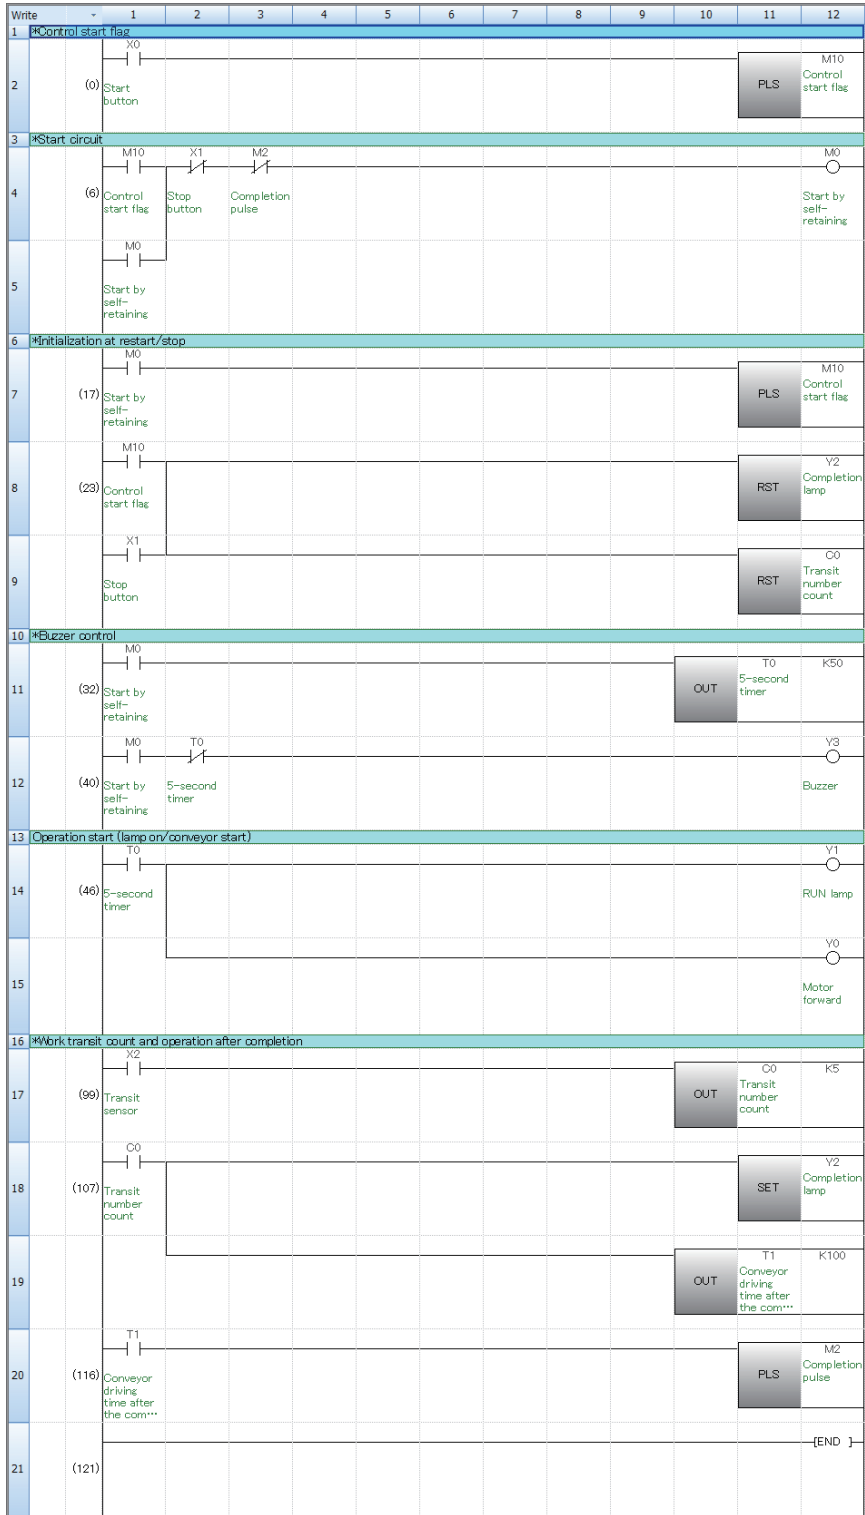 Write 1 2 3 4 5 6 7 8 9 10 11 12
1 *Control start flag
X0 M10
2 (0) Start button PLS Control start flag
3 *Start circuit
M10 X1 M2 M0
4 (6) Control start flag Stop button Completion pulse Start by self-retaining
M0
5 Start by self-retaining
6 *Initialization at restart/stop
M0 M10
7 (17) Start by self-retaining PLS Control start flag
M10 Y2
8 (23) Control start flag RST Completion lamp
X1 C0
9 Stop button RST Transit number count
10 *Buzzer control
M0 T0 K50
11 (32) Start by self-retaining OUT 5-second timer
M0 T0 Y3
12 (40) Start by self-retaining 5-second timer Buzzer
13 Operation start (lamp on/conveyor start)
T0 Y1
14 (46) 5-second timer RUN lamp
Y0
15 Motor forward
16 *Work transit count and operation after completion
X2 C0 K5
17 (99) Transit sensor OUT Transit number count
C0 Y2
18 (107) Transit number count SET Completion lamp
T1 K100
19 OUT Conveyor driving time after the com…
T1 M2
20 (116) Conveyor driving time after the com… PLS Completion pulse
21 (121) [END ]